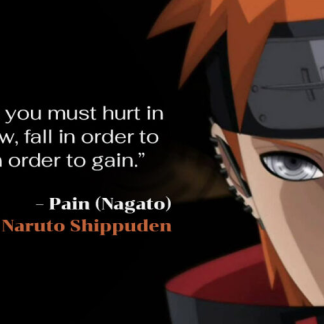 you must hurt in
w, fall in order to
order to gain.”
– Pain (Nagato)
Naruto Shippuden